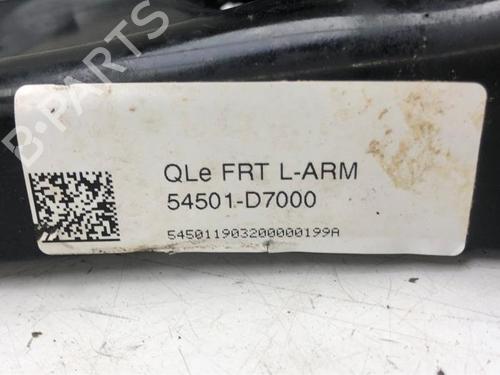 B-PARTS
QLe FRT L-ARM
54501-D7000
545011903200000199A